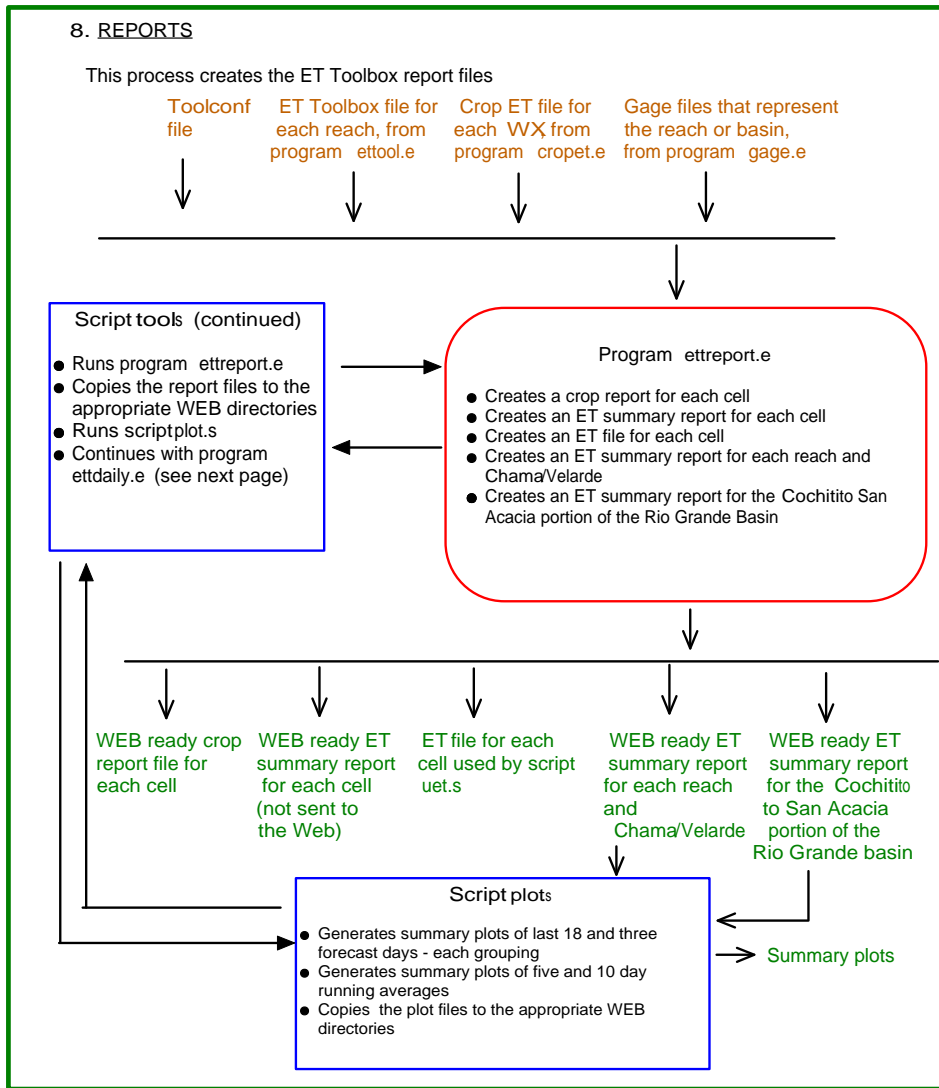 8. REPORTS
This process creates the ET Toolbox report files
Toolconf
file
ET Toolbox file for
each reach, from
program ettool.e
Crop ET file for
each WX from
program cropet.e
Gage files that represent
the reach or basin,
from program gage.e
Script tools (continued)
● Runs program ettreport.e
● Copies the report files to the
appropriate WEB directories
● Runs script plot.s
● Continues with program
ettdaily.e (see next page)
Program ettreport.e
● Creates a crop report for each cell
● Creates an ET summary report for each cell
● Creates an ET file for each cell
● Creates an ET summary report for each reach and
Chama/Velarde
● Creates an ET summary report for the Cochitito San
Acacia portion of the Rio Grande Basin
WEB ready crop
report file for
each cell
WEB ready ET
summary report
for each cell
(not sent to
the Web)
ET file for each
cell used by script
uet.s
WEB ready ET
summary report
for each reach
and
Chama/Velarde
WEB ready ET
summary report
for the Cochitito
to San Acacia
portion of the
Rio Grande basin
Script plots
● Generates summary plots of last 18 and three
forecast days - each grouping
● Generates summary plots of five and 10 day
running averages
● Copies the plot files to the appropriate WEB
directories
Summary plots